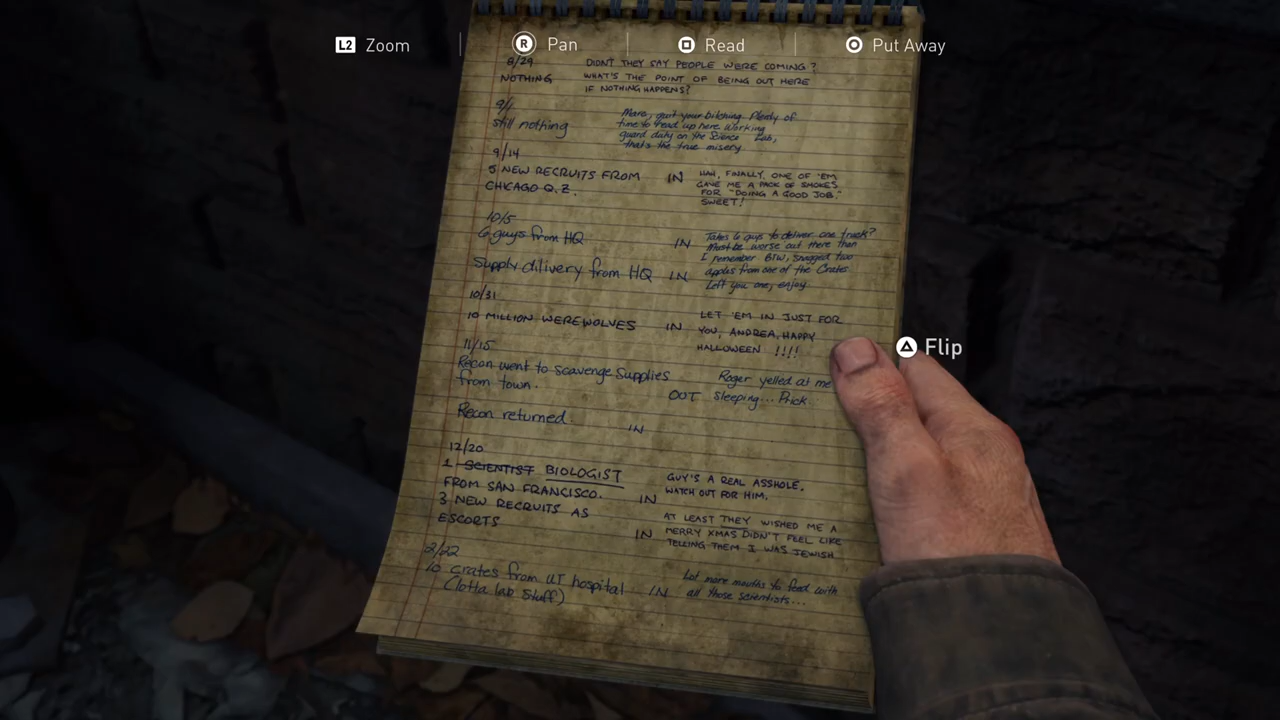 L2 Zoom
R Pan
Read
Put Away
8/29
NOTHING
DIDN'T THEY SAY PEOPLE WERE COMING?
WHAT'S THE POINT OF BEING OUT HERE
IF NOTHING HAPPENS?
9/1
still nothing
Marc, quit your bitching. Plenty of
time to read up here. Working
guard duty on the Science Lab,
that's the true misery.
9/14
5 NEW RECRUITS FROM
CHICAGO Q.Z.
IN
HAH, FINALLY. ONE OF 'EM
GAVE ME A PACK OF SMOKES
FOR "DOING A GOOD JOB."
SWEET!
10/5
6 guys from HQ
IN
Takes 6 guys to deliver one truck?
Must be worse out there than
I remember. BTW, snagged two
apples from one of the crates
Left you one, enjoy
Supply dilivery from HQ
IN
10/31
10 MILLION WEREWOLVES
IN
LET 'EM IN JUST FOR
YOU, ANDREA. HAPPY
HALLOWEEN !!!!
Flip
11/15
Recon went to scavenge supplies
from town.
OUT
Roger yelled at me
sleeping... Prick.
Recon returned
IN
12/20
1 SCIENTIST BIOLOGIST
FROM SAN FRANCISCO.
IN
GUY'S A REAL ASSHOLE.
WATCH OUT FOR HIM.
3 NEW RECRUITS AS
ESCORTS
IN
AT LEAST THEY WISHED ME A
MERRY XMAS DIDN'T FEEL LIKE
TELLING THEM I WAS JEWISH
2/22
10 crates from UT hospital
(lotta lab stuff)
IN
Lot more mouths to feed with
all those scientists...